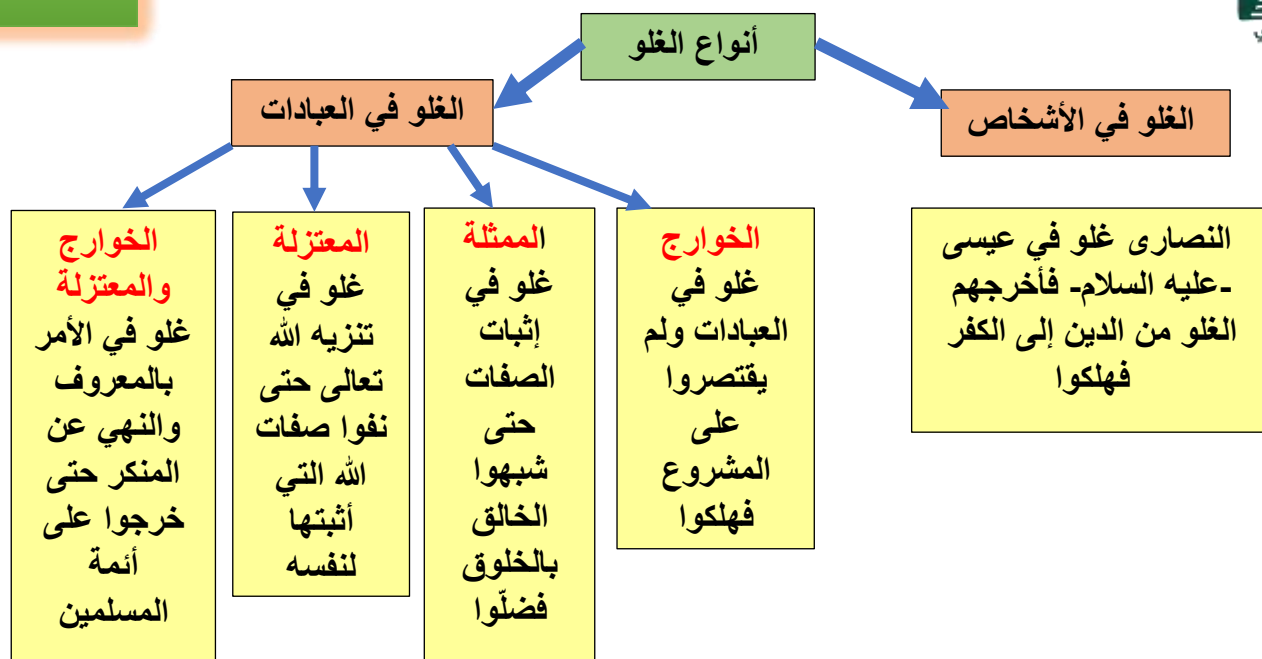 أنواع الغلو
الغلو في الأشخاص
النصارى غلو في عيسى
-عليه السلام- فأخرجهم
الغلو من الدين إلى الكفر
فهلكوا
الغلو في العبادات
الخوارج
غلو في
العبادات ولم
يقتصروا
على
المشروع
فهلكوا
الممثلة
غلو في
إثبات
الصفات
حتى
شبهوا
الخالق
بالخلوق
فضلّوا
المعتزلة
غلو في
تنزيه الله
تعالى حتى
نفوا صفات
الله التي
أثبتها
لنفسه
الخوارج
والمعتزلة
غلو في الأمر
بالمعروف
والنهي عن
المنكر حتى
خرجوا على
أئمة
المسلمين